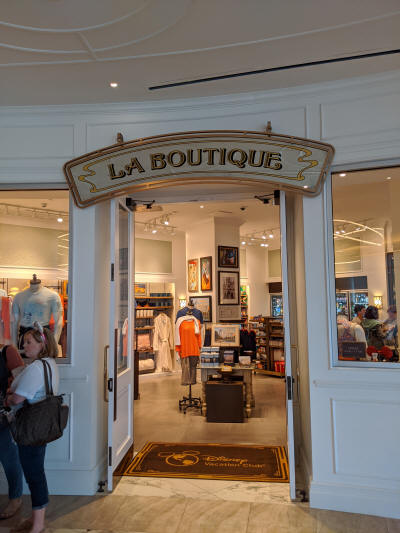 LA BOUTIQUE
Disney
Vacation Club